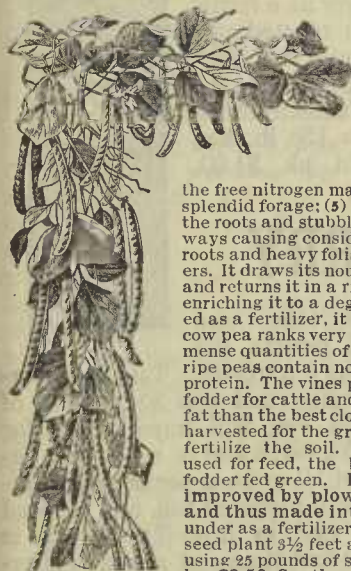 the free nitrogen ma
splendid forage; (5)
the roots and stubbl
ways causing consid
roots and heavy folis
ers. It draws its nou
and returns it in a r
enriching it to a deg
ed as a fertilizer, it
cow pea ranks very
mense quantities of
ripe peas contain no
protein. The vines p
fodder for cattle and
fat than the best clo
harvested for the gr
fertilize the soil.
used for feed, the
fodder fed green.
improved by plow
and thus made int
under as a fertilizer
seed plant 3½ feet a
using 25 pounds of s